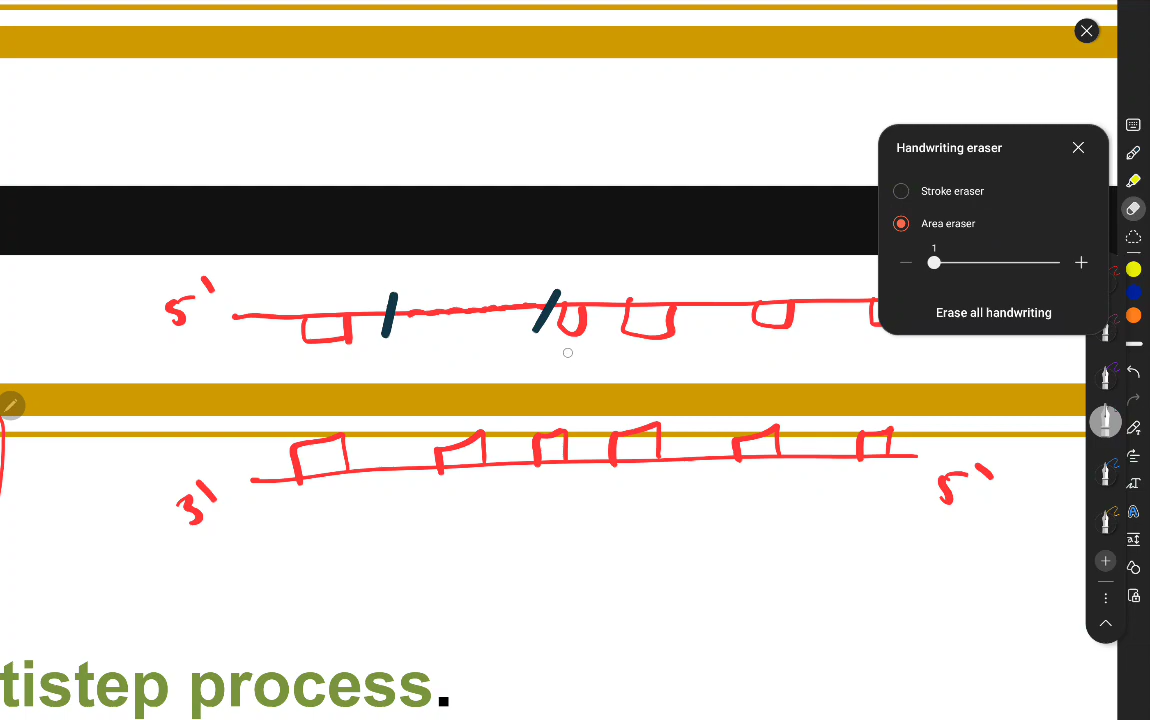 Handwriting eraser
Stroke eraser
Area eraser
1
Erase all handwriting
5'
3'
5'
tistep process.